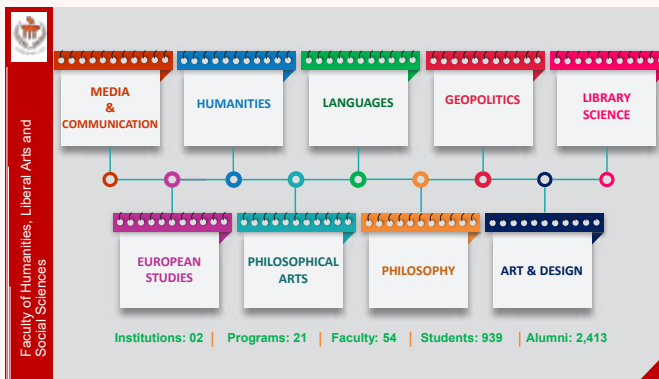 Faculty of Humanities, Liberal Arts and
Social Sciences
MEDIA
&
COMMUNICATION
HUMANITIES
LANGUAGES
GEOPOLITICS
LIBRARY
SCIENCE
EUROPEAN
STUDIES
PHILOSOPHICAL
ARTS
PHILOSOPHY
ART & DESIGN
Institutions: 02 | Programs: 21 | Faculty: 54 | Students: 939 | Alumni: 2,413